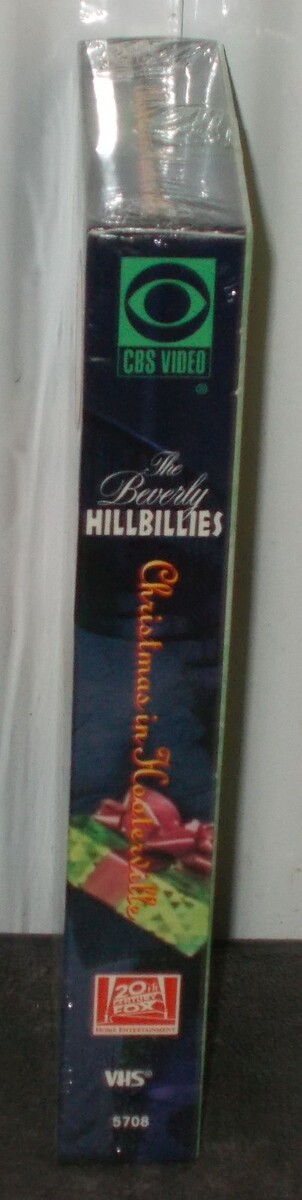 CBS VIDEO
®
The
Beverly
HILLBILLIES
Christmas in Hooterville
20th
CENTURY
FOX
HOME ENTERTAINMENT
VHS®
5708